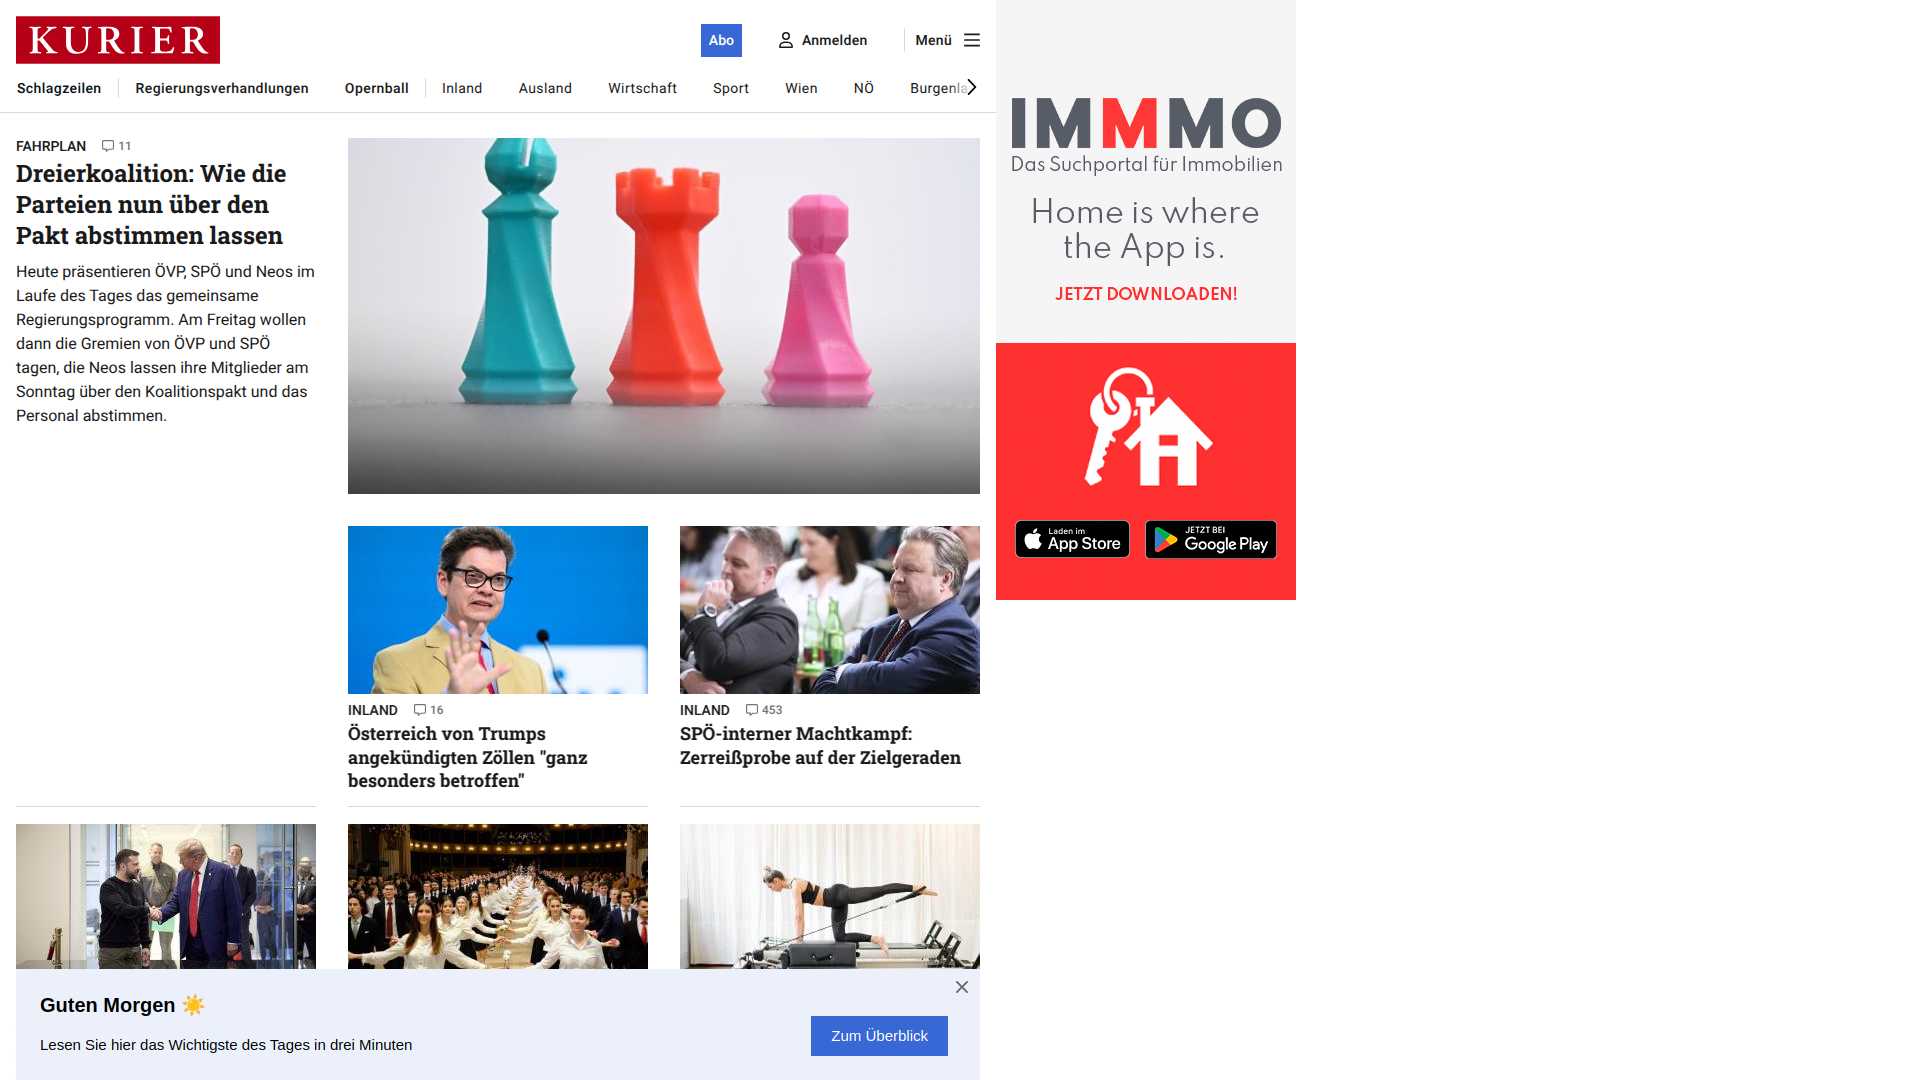 KURIER
Abo
Anmelden
Menü
Schlagzeilen
Regierungsverhandlungen
Opernball
Inland
Ausland
Wirtschaft
Sport
Wien
NÖ
FAHRPLAN
11
Dreierkoalition: Wie die
Parteien nun über den
Pakt abstimmen lassen
Heute präsentieren ÖVP, SPÖ und Neos im
Laufe des Tages das gemeinsame
Regierungsprogramm. Am Freitag wollen
dann die Gremien von ÖVP und SPÖ
tagen, die Neos lassen ihre Mitglieder am
Sonntag über den Koalitionspakt und das
Personal abstimmen.
INLAND
16
Österreich von Trumps
angekündigten Zöllen "ganz
besonders betroffen"
INLAND
453
SPÖ-interner Machtkampf:
Zerreißprobe auf der Zielgeraden
Guten Morgen ☀️
Lesen Sie hier das Wichtigste des Tages in drei Minuten
Zum Überblick
IMMMO
Das Suchportal für Immobilien
Home is where
the App is.
JETZT DOWNLOADEN!
Laden im
App Store
JETZT BEI
Google Play